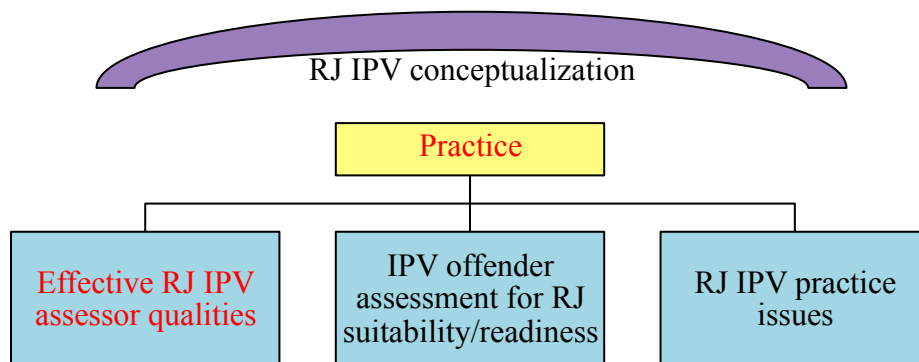 RJ IPV conceptualization
Practice
Effective RJ IPV
assessor qualities
IPV offender
assessment for RJ
suitability/readiness
RJ IPV practice
issues